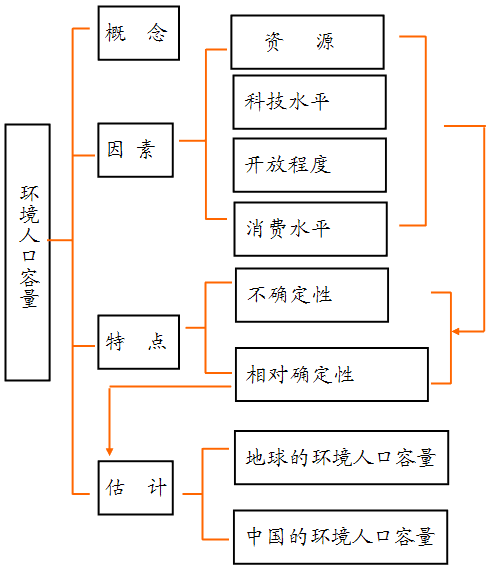 环境人口容量
概念
因素
资源
科技水平
开放程度
消费水平
特点
不确定性
相对确定性
估计
地球的环境人口容量
中国的环境人口容量